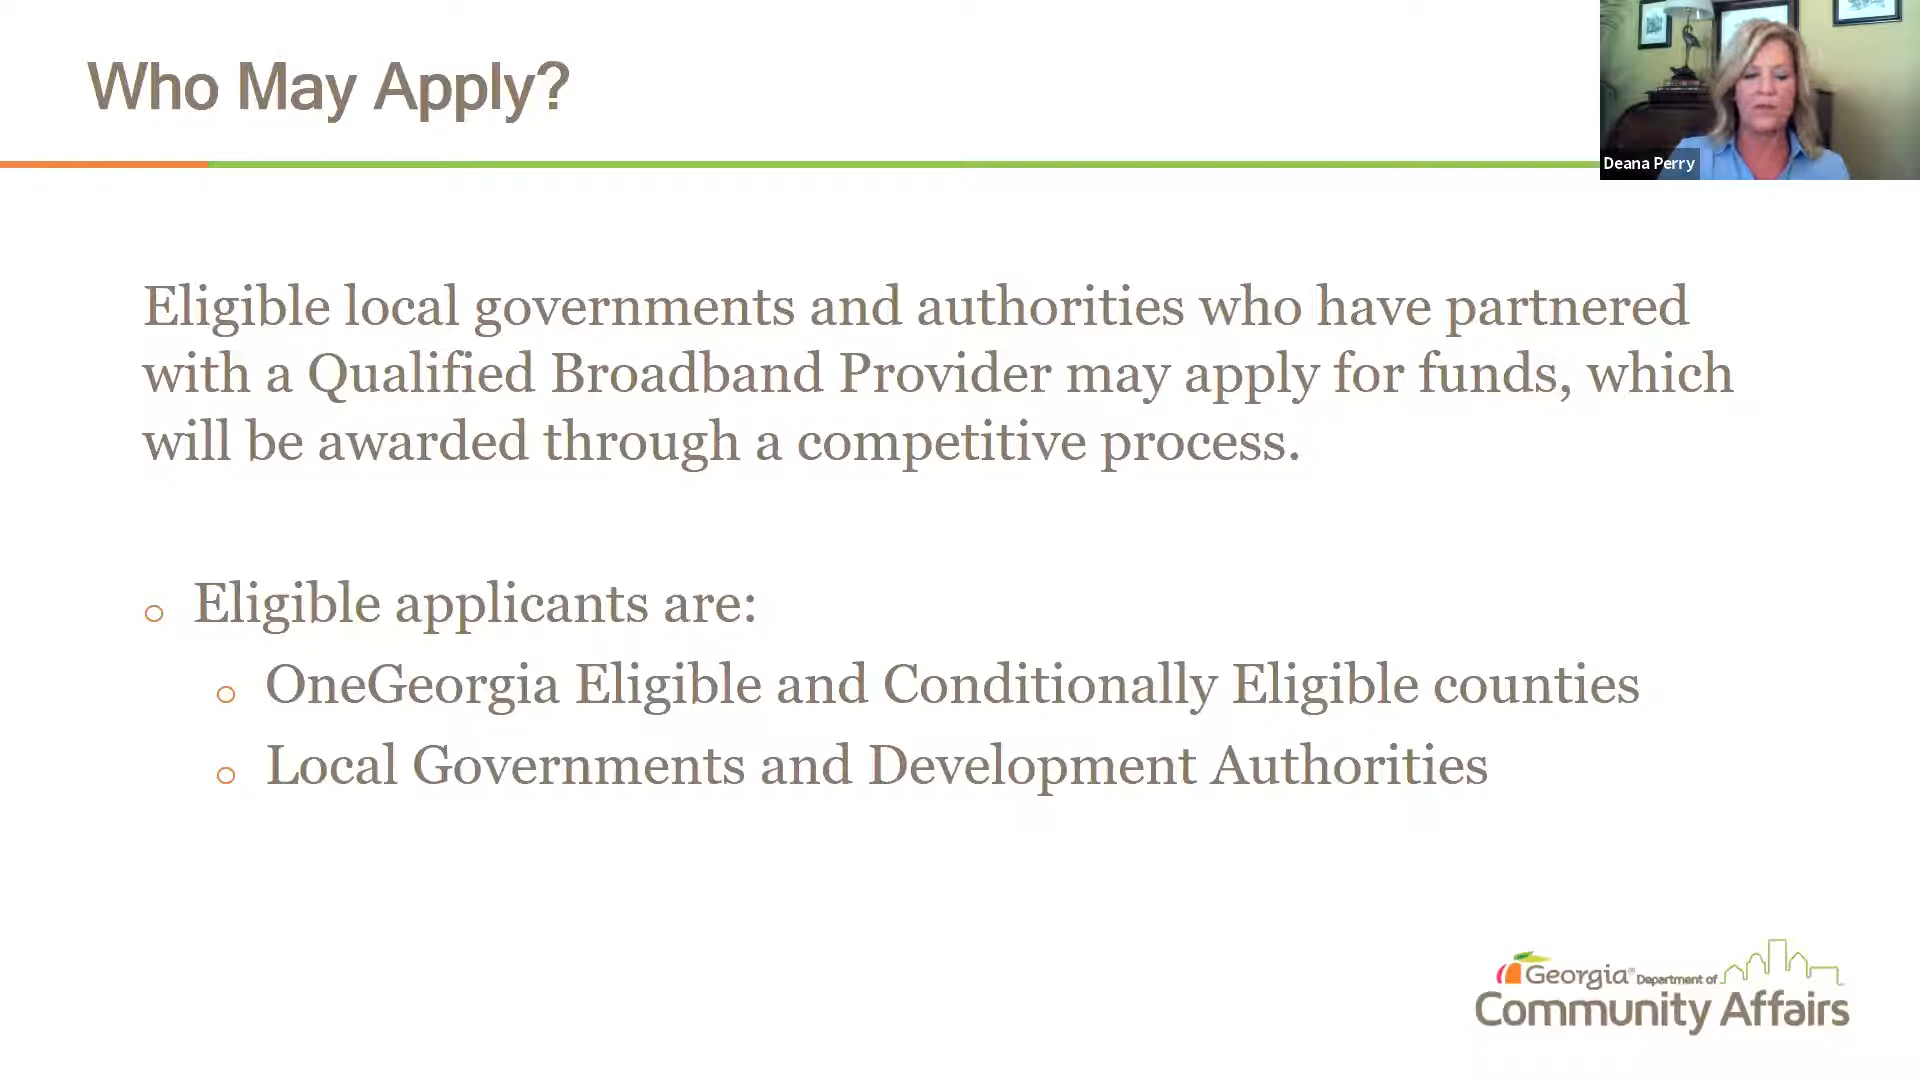 Who May Apply?
Deana Perry
Eligible local governments and authorities who have partnered
with a Qualified Broadband Provider may apply for funds, which
will be awarded through a competitive process.
Eligible applicants are:
OneGeorgia Eligible and Conditionally Eligible counties
Local Governments and Development Authorities
Georgia® Department of
Community Affairs